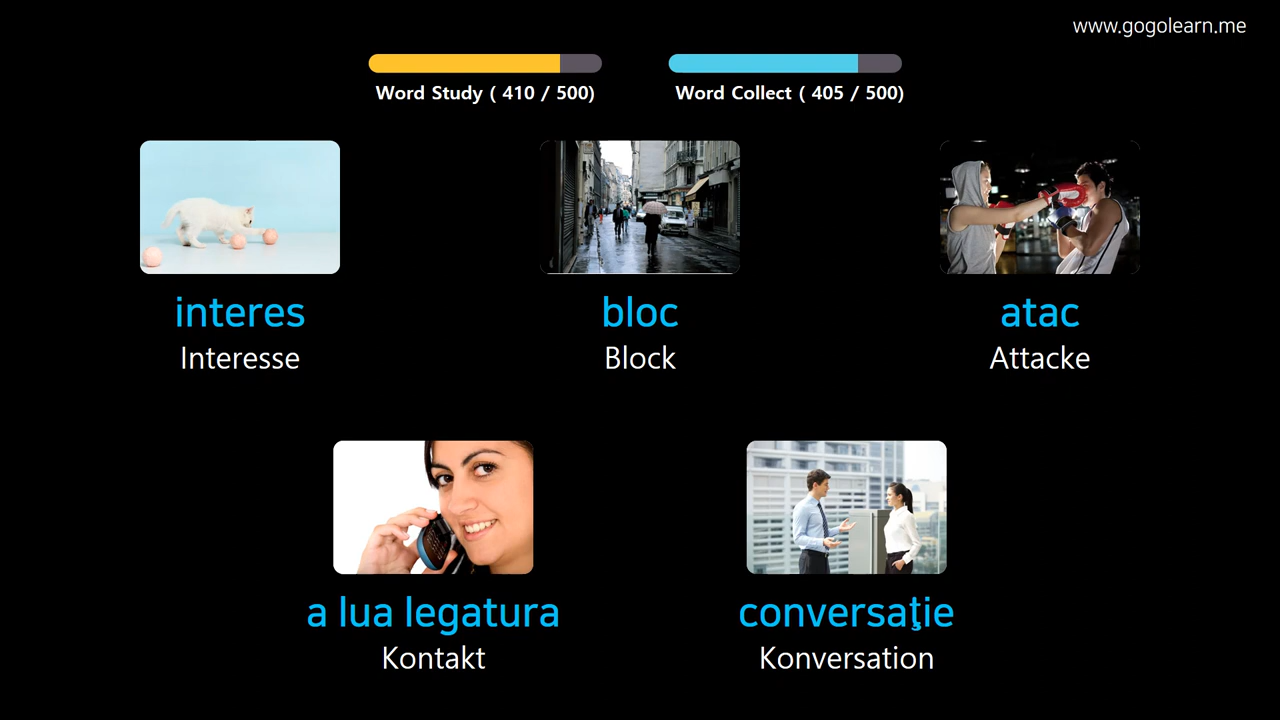 www.gogolearn.me
Word Study ( 410 / 500)
Word Collect ( 405 / 500)
interes
Interesse
bloc
Block
atac
Attacke
a lua legatura
Kontakt
conversaţie
Konversation